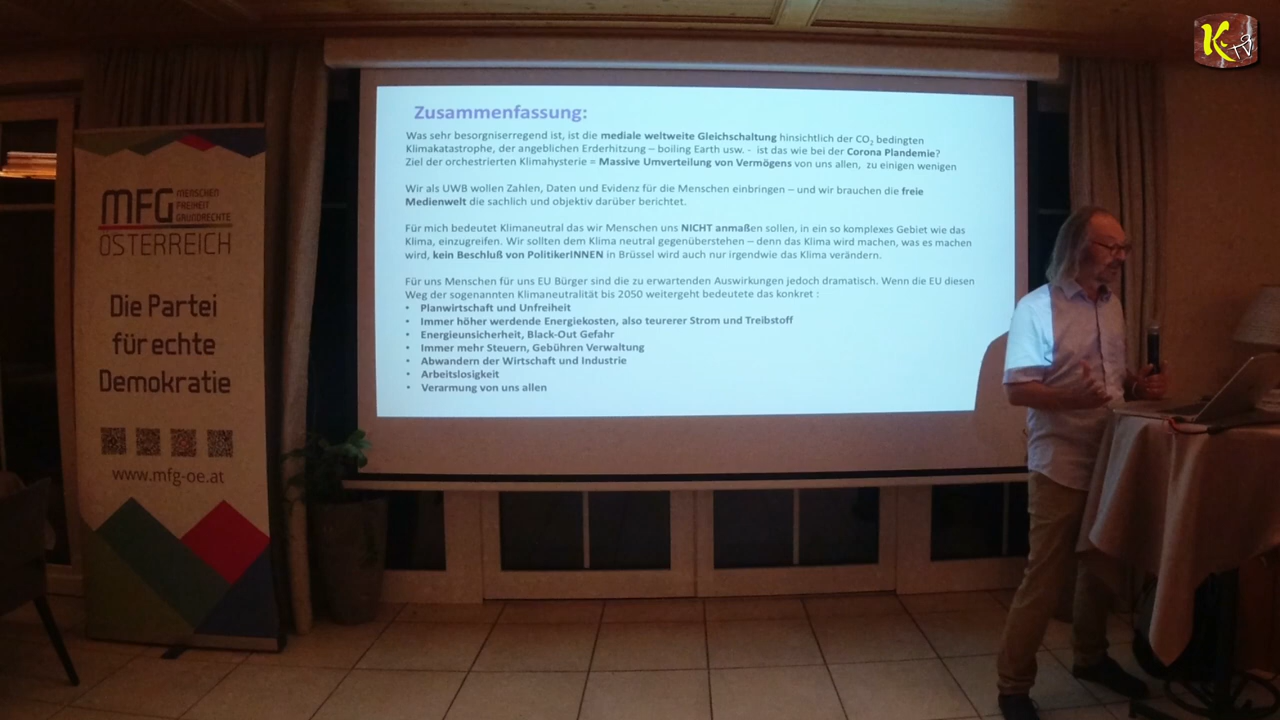 K TV
MFG MENSCHEN
FREIHEIT
GRUNDRECHTE
ÖSTERREICH
Die Partei
für echte
Demokratie
www.mfg-oe.at
Zusammenfassung:
Was sehr besorgniserregend ist, ist die mediale weltweite Gleichschaltung hinsichtlich der CO₂ bedingten
Klimakatastrophe, der angeblichen Erderhitzung – boiling Earth usw. - ist das wie bei der Corona Plandemie?
Ziel der orchestrierten Klimahysterie = Massive Umverteilung von Vermögens von uns allen, zu einigen wenigen
Wir als UWB wollen Zahlen, Daten und Evidenz für die Menschen einbringen – und wir brauchen die freie
Medienwelt die sachlich und objektiv darüber berichtet.
Für mich bedeutet Klimaneutral das wir Menschen uns NICHT anmaßen sollen, in ein so komplexes Gebiet wie das
Klima, einzugreifen. Wir sollten dem Klima neutral gegenüberstehen – denn das Klima wird machen, was es machen
wird, kein Beschluß von PolitikerINNEN in Brüssel wird auch nur irgendwie das Klima verändern.
Für uns Menschen für uns EU Bürger sind die zu erwartenden Auswirkungen jedoch dramatisch. Wenn die EU diesen
Weg der sogenannten Klimaneutralität bis 2050 weitergeht bedeutete das konkret :
• Planwirtschaft und Unfreiheit
• Immer höher werdende Energiekosten, also teurerer Strom und Treibstoff
• Energieunsicherheit, Black-Out Gefahr
• Immer mehr Steuern, Gebühren Verwaltung
• Abwandern der Wirtschaft und Industrie
• Arbeitslosigkeit
• Verarmung von uns allen